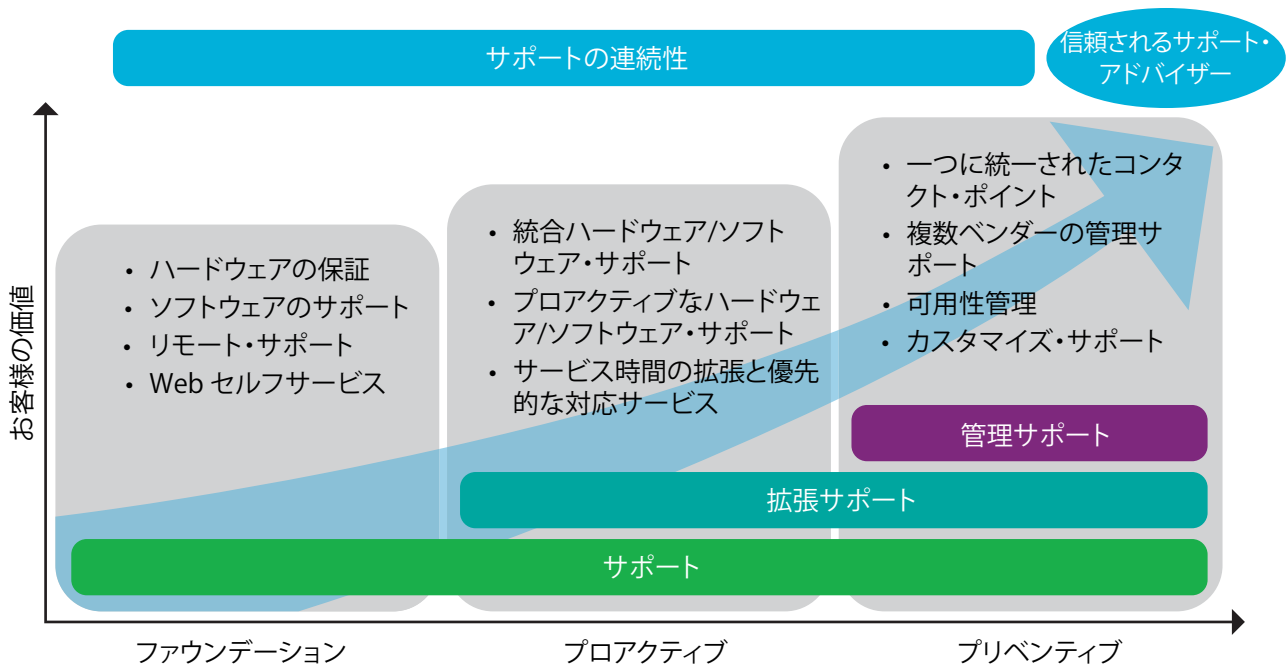 サポートの連続性
信頼されるサポート・
アドバイザー
お客様の価値
・ハードウェアの保証
・ソフトウェアのサポート
・リモート・サポート
・Web セルフサービス
・統合ハードウェア/ソフト
ウェア・サポート
・プロアクティブなハードウェ
ア/ソフトウェア・サポート
・サービス時間の拡張と優先
的な対応サービス
・一つに統一されたコンタ
クト・ポイント
・複数ベンダーの管理サ
ポート
・可用性管理
・カスタマイズ・サポート
管理サポート
拡張サポート
サポート
ファウンデーション
プロアクティブ
プリベンティブ